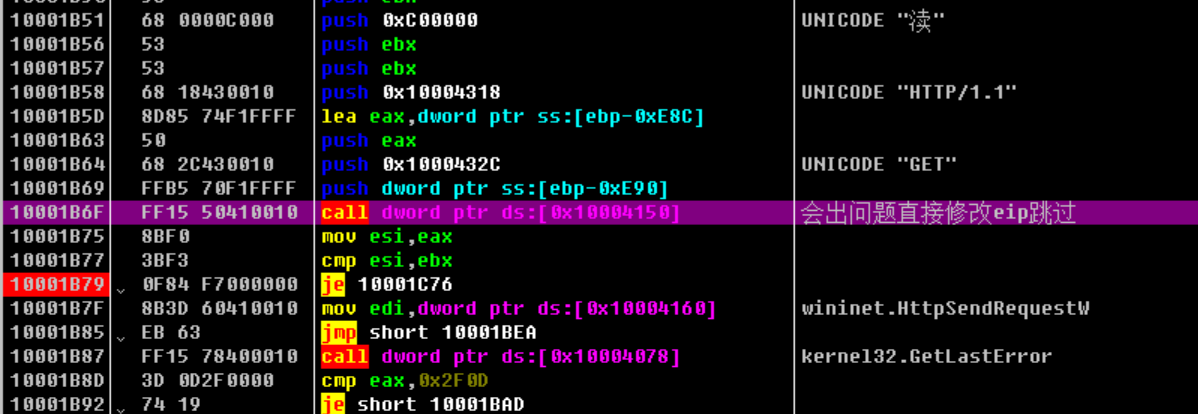 push ebx
10001B51 68 0000C000 push 0xC00000 UNICODE "渎"
10001B56 53 push ebx
10001B57 53 push ebx
10001B58 68 18430010 push 0x10004318 UNICODE "HTTP/1.1"
10001B5D 8D85 74F1FFFF lea eax,dword ptr ss:[ebp-0xE8C]
10001B63 50 push eax
10001B64 68 2C430010 push 0x1000432C UNICODE "GET"
10001B69 FFB5 70F1FFFF push dword ptr ss:[ebp-0xE90]
10001B6F FF15 50410010 call dword ptr ds:[0x10004150] 会出问题直接修改eip跳过
10001B75 8BF0 mov esi,eax
10001B77 3BF3 cmp esi,ebx
10001B79 0F84 F7000000 je 10001C76
10001B7F 8B3D 60410010 mov edi,dword ptr ds:[0x10004160] wininet.HttpSendRequestW
10001B85 EB 63 jmp short 10001BEA
10001B87 FF15 78400010 call dword ptr ds:[0x10004078] kernel32.GetLastError
10001B8D 3D 0D2F0000 cmp eax,0x2F0D
10001B92 74 19 je short 10001BAD